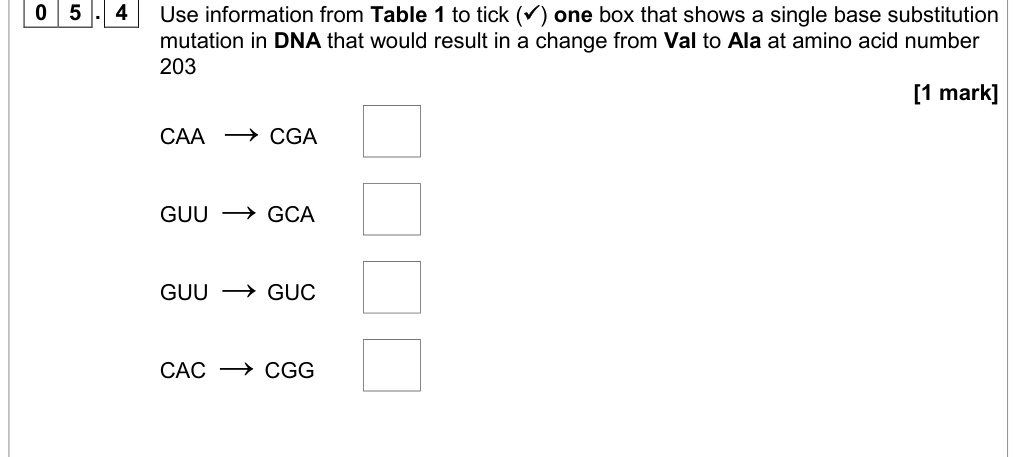 0 5 . 4 Use information from Table 1 to tick (✓) one box that shows a single base substitution
mutation in DNA that would result in a change from Val to Ala at amino acid number
203
[1 mark]
CAA → CGA
GUU → GCA
GUU → GUC
CAC → CGG